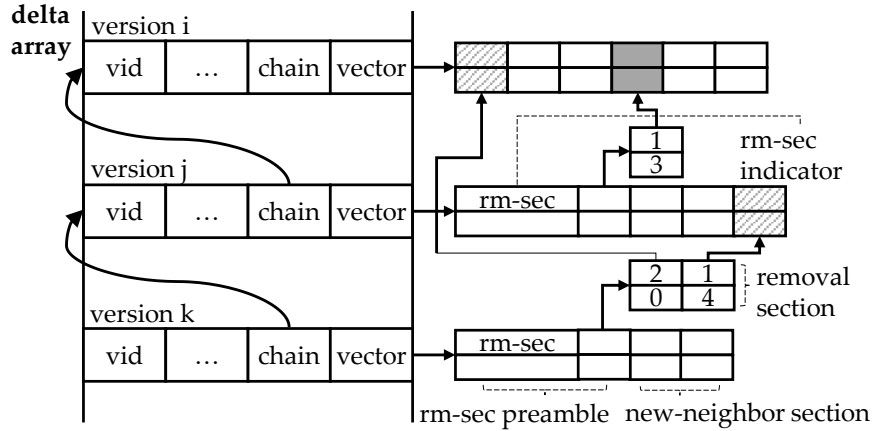 delta
array
version i
vid … chain vector
1
3
rm-sec
indicator
version j
vid … chain vector
rm-sec
2 1
0 4
removal
section
version k
vid … chain vector
rm-sec
rm-sec preamble
new-neighbor section